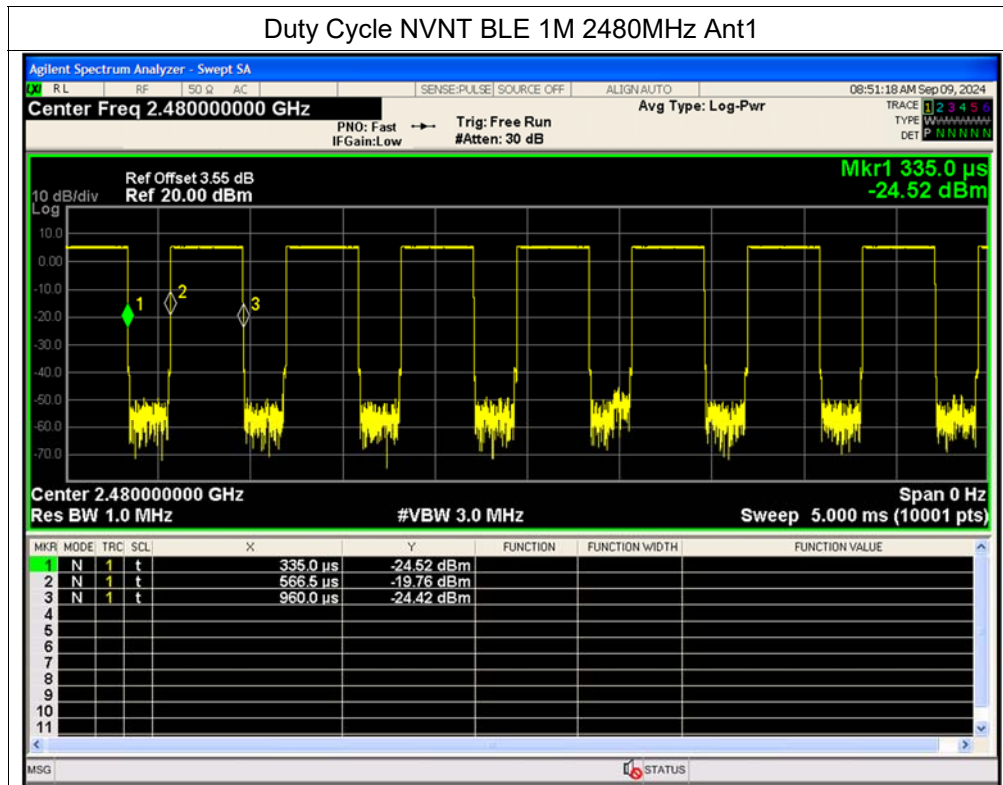 Duty Cycle NVNT BLE 1M 2480MHz Ant1
Agilent Spectrum Analyzer - Swept SA
RL RF 50 Ω AC SENSE:PULSE SOURCE OFF ALIGN AUTO 08:51:18 AM Sep 09, 2024
Center Freq 2.480000000 GHz Avg Type: Log-Pwr TRACE 1 2 3 4 5 6
PNO: Fast Trig: Free Run TYPE W
IFGain:Low #Atten: 30 dB DET P N N N N N
Mkr1 335.0 µs
Ref Offset 3.55 dB
10 dB/div Ref 20.00 dBm -24.52 dBm
Log
10.0
0.00
-10.0
1 2 3
-20.0
-30.0
-40.0
-50.0
-60.0
-70.0
Center 2.480000000 GHz Span 0 Hz
Res BW 1.0 MHz #VBW 3.0 MHz Sweep 5.000 ms (10001 pts)
MKR MODE TRC SCL X Y FUNCTION FUNCTION WIDTH FUNCTION VALUE
1 N 1 t 335.0 µs -24.52 dBm
2 N 1 t 566.5 µs -19.76 dBm
3 N 1 t 960.0 µs -24.42 dBm
4
5
6
7
8
9
10
11
MSG STATUS